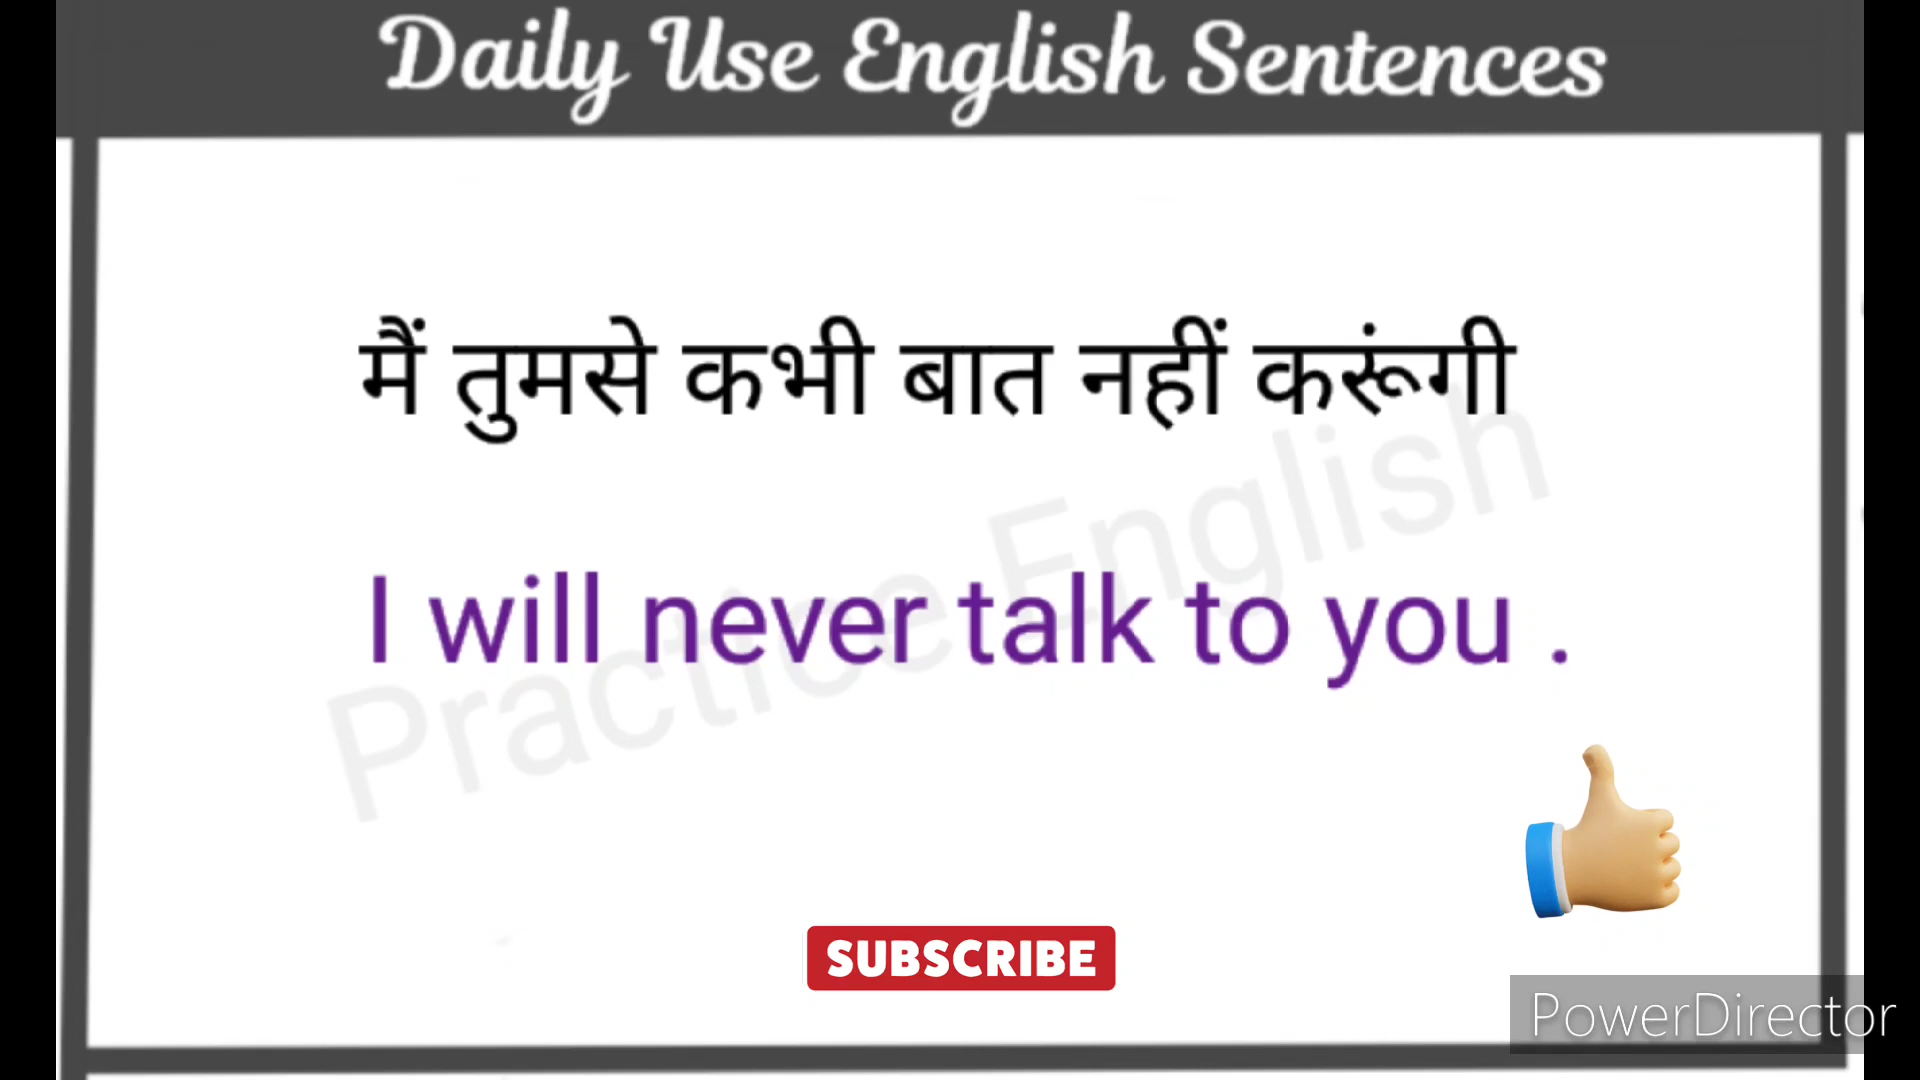 Daily Use English Sentences
मैं तुमसे कभी बात नहीं करूंगी
I will never talk to you .
Practice English
SUBSCRIBE
PowerDirector